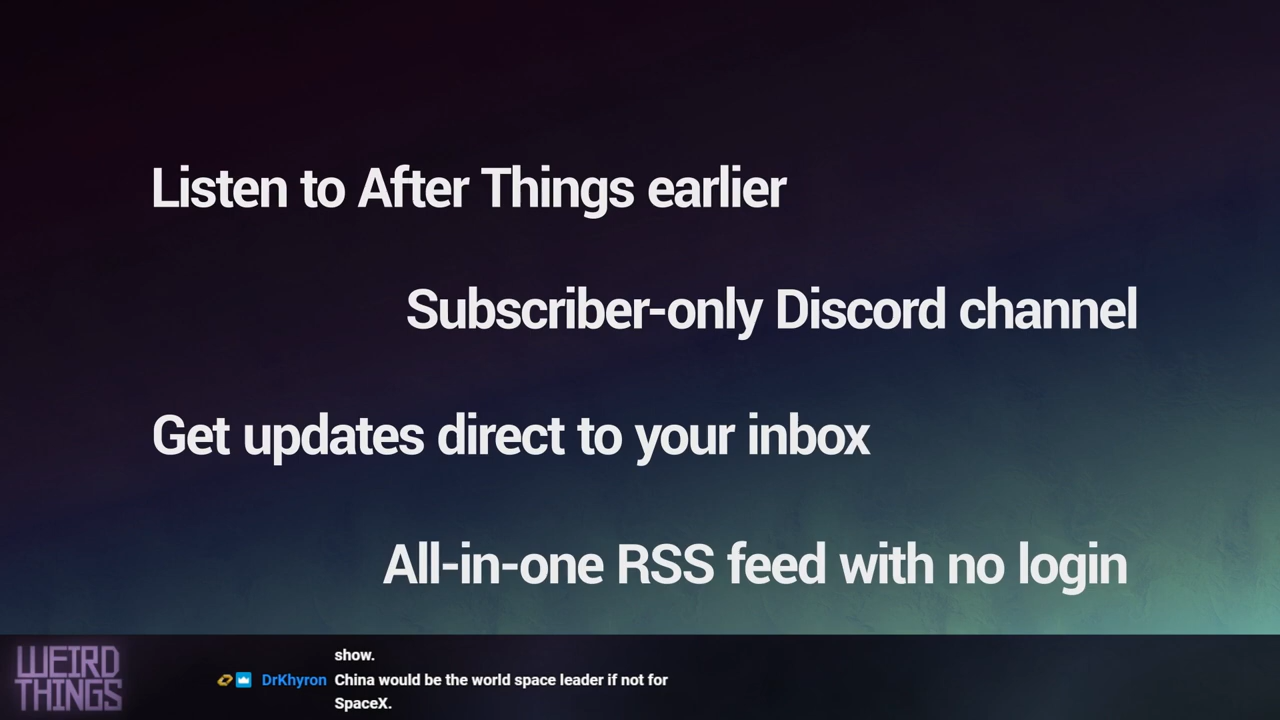 Listen to After Things earlier
Subscriber-only Discord channel
Get updates direct to your inbox
All-in-one RSS feed with no login
WEIRD
THINGS
show.
DrKhyron China would be the world space leader if not for
SpaceX.